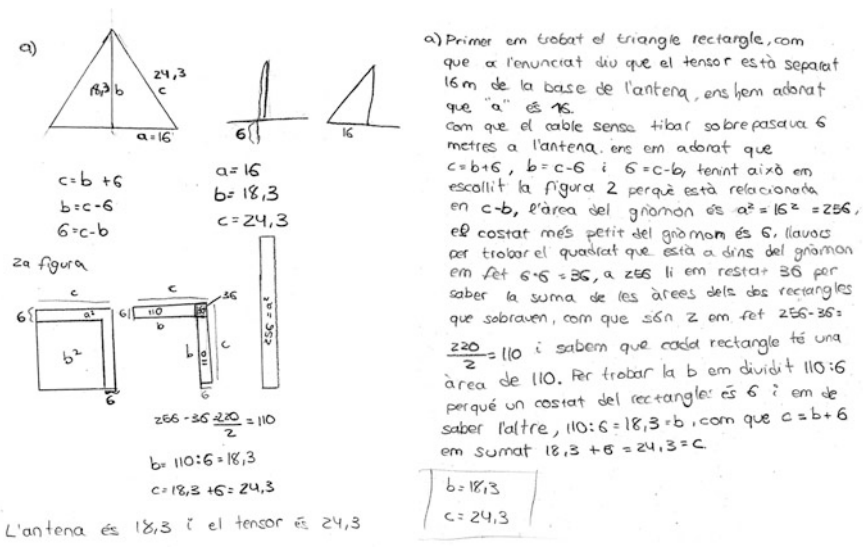 a)
18,3 b
24,3
c
a=16
6{
16
c=b+6
b=c-6
6=c-b
a=16
b=18,3
c=24,3
2a figura
c
6{
a²
b²
6
c
36
6{
110
36
b
b
110
c
6
256=a²
256-36=220/2=110
b=110:6=18,3
c=18,3+6=24,3
L'antena és 18,3 i el tensor és 24,3
a) Primer em trobat el triangle rectangle, com
que a l'enunciat diu que el tensor està separat
16m de la base de l'antena, ens hem adonat
que "a" és 16.
Com que el cable sense tibar sobrepasava 6
metres a l'antena. ens em adonat que
c=b+6, b=c-6 i 6=c-b, tenint això em
escollit la figura 2 perquè està relacionada
en c-b, l'àrea del gnomon és a²=16²=256,
el costat més petit del gnomon és 6, llavors
per trobar el quadrat que està a dins del gnomon
em fet 6·6=36, a 256 li em restat 36 per
saber la suma de les àrees dels dos rectangles
que sobraven, com que són 2 em fet 256-36=
220/2=110 i sabem que cada rectangle té una
àrea de 110. Per trobar la b em dividit 110:6
perqué un costat del rectangle és 6 i em de
saber l'altre, 110:6=18,3=b, com que c=b+6
em sumat 18,3+6=24,3=c.
b=18,3
c=24,3